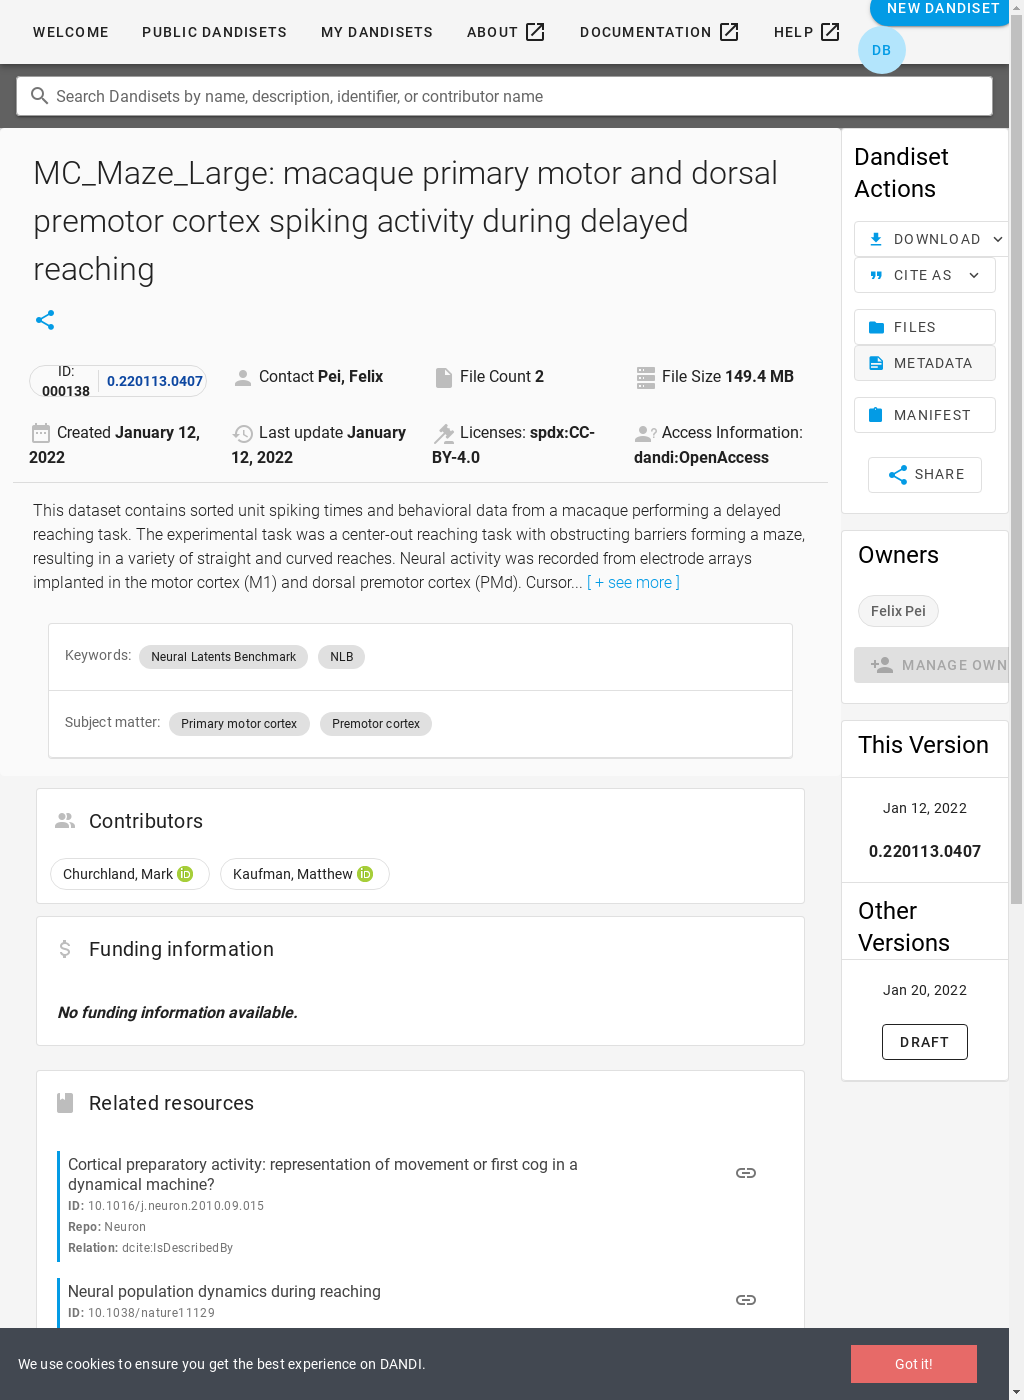 WELCOME
PUBLIC DANDISETS
MY DANDISETS
ABOUT
DOCUMENTATION
HELP
NEW DANDISET
DB
Search Dandisets by name, description, identifier, or contributor name
MC_Maze_Large: macaque primary motor and dorsal
premotor cortex spiking activity during delayed
reaching
ID:
000138
0.220113.0407
Contact Pei, Felix
File Count 2
File Size 149.4 MB
Created January 12,
2022
Last update January
12, 2022
Licenses: spdx:CC-
BY-4.0
Access Information:
dandi:OpenAccess
This dataset contains sorted unit spiking times and behavioral data from a macaque performing a delayed
reaching task. The experimental task was a center-out reaching task with obstructing barriers forming a maze,
resulting in a variety of straight and curved reaches. Neural activity was recorded from electrode arrays
implanted in the motor cortex (M1) and dorsal premotor cortex (PMd). Cursor... [ + see more ]
Keywords:
Neural Latents Benchmark
NLB
Subject matter:
Primary motor cortex
Premotor cortex
Contributors
Churchland, Mark
Kaufman, Matthew
Funding information
No funding information available.
Related resources
Cortical preparatory activity: representation of movement or first cog in a
dynamical machine?
ID: 10.1016/j.neuron.2010.09.015
Repo: Neuron
Relation: dcite:IsDescribedBy
Neural population dynamics during reaching
ID: 10.1038/nature11129
Dandiset
Actions
DOWNLOAD
CITE AS
FILES
METADATA
MANIFEST
SHARE
Owners
Felix Pei
MANAGE OWN
This Version
Jan 12, 2022
0.220113.0407
Other
Versions
Jan 20, 2022
DRAFT
We use cookies to ensure you get the best experience on DANDI.
Got it!